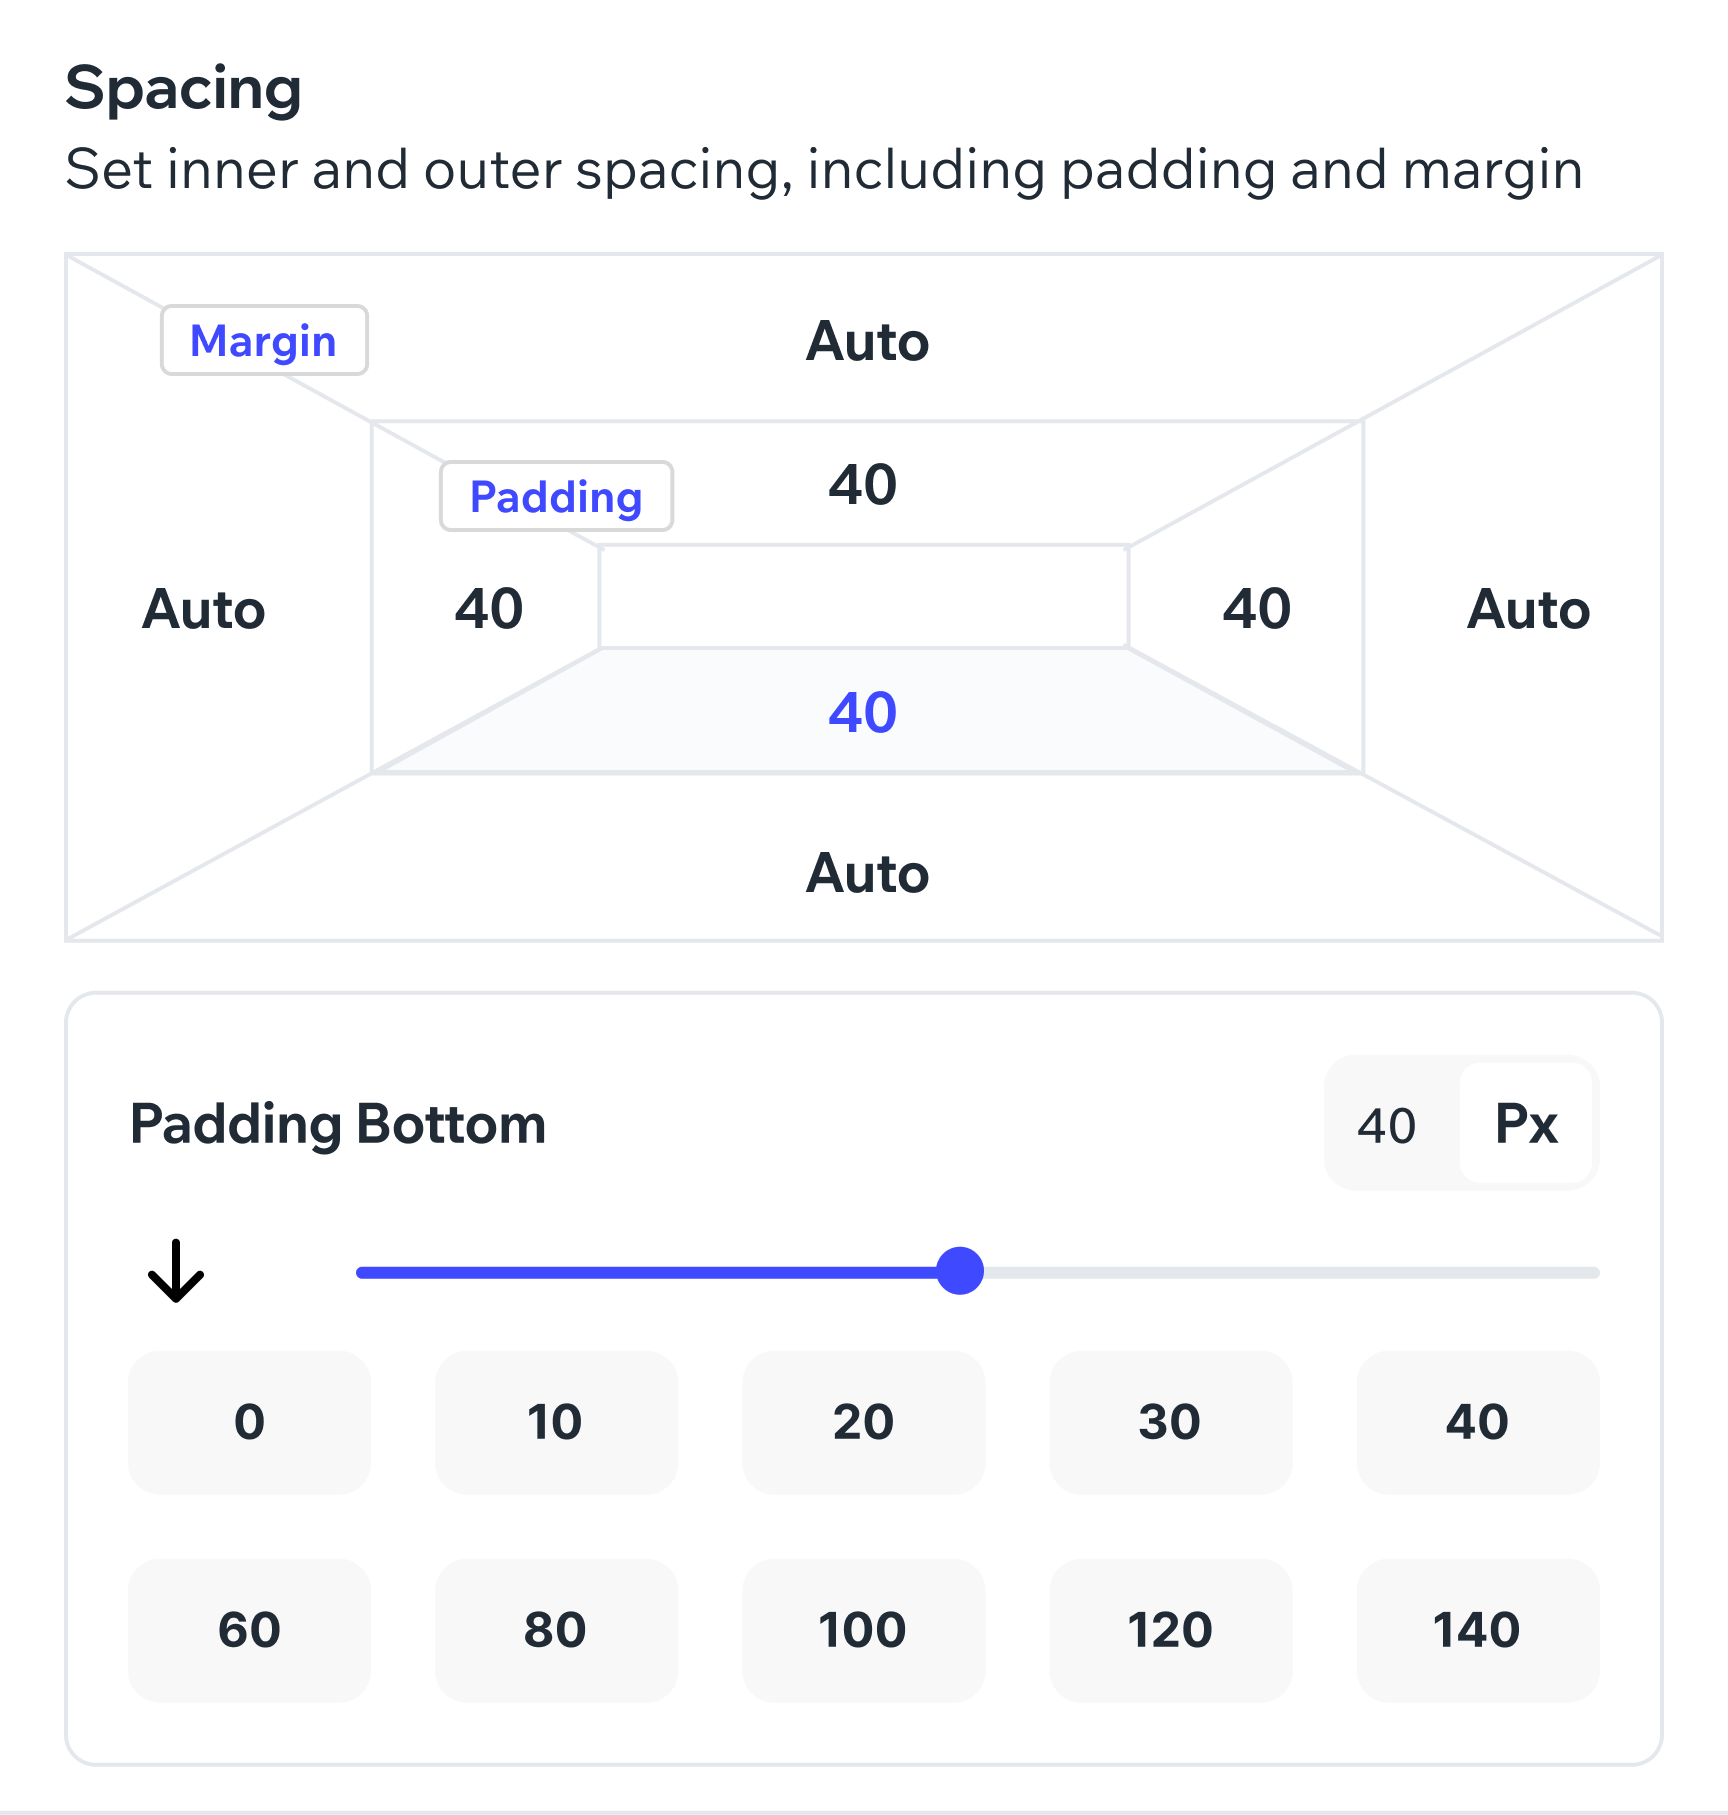 Spacing
Set inner and outer spacing, including padding and margin
Margin
Auto
Padding
40
Auto
40
40
Auto
40
Auto
Padding Bottom
40 Px
0 10 20 30 40
60 80 100 120 140